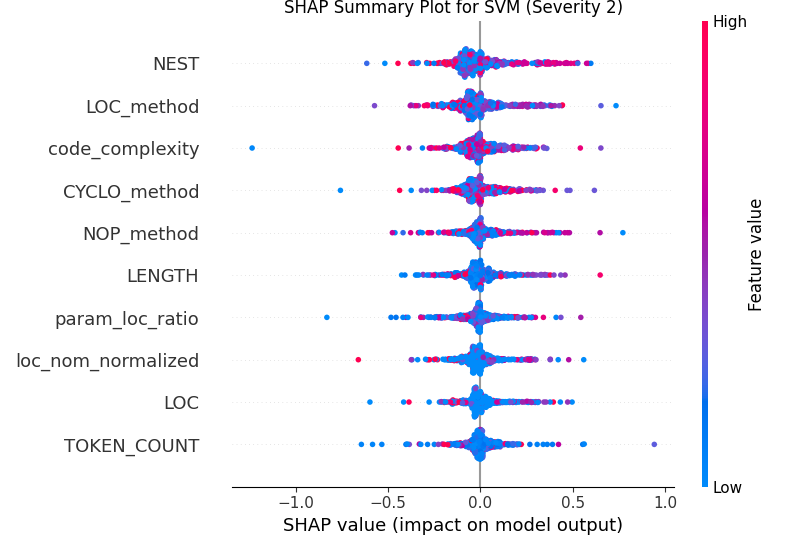 SHAP Summary Plot for SVM (Severity 2)
High
NEST
LOC_method
code_complexity
CYCLO_method
NOP_method
LENGTH
param_loc_ratio
loc_nom_normalized
LOC
TOKEN_COUNT
Feature value
Low
−1.0 −0.5 0.0 0.5 1.0
SHAP value (impact on model output)